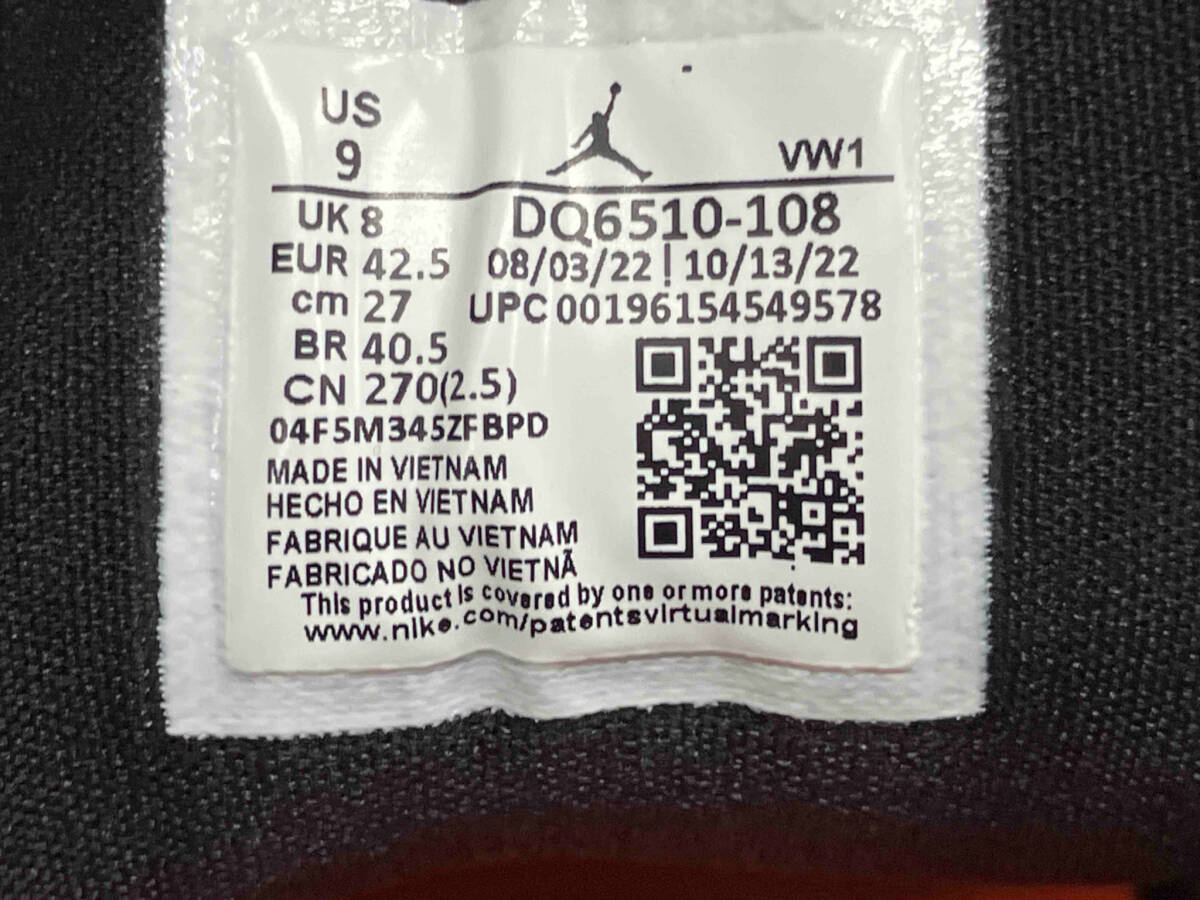 US
9
VW1
UK 8
DQ6510-108
EUR 42.5
08/03/22 | 10/13/22
cm 27
UPC 00196154549578
BR 40.5
CN 270(2.5)
04F5M345ZFBPD
MADE IN VIETNAM
HECHO EN VIETNAM
FABRIQUE AU VIETNAM
FABRICADO NO VIETNÃ
This product is covered by one or more patents:
www.nike.com/patentsvirtualmarking